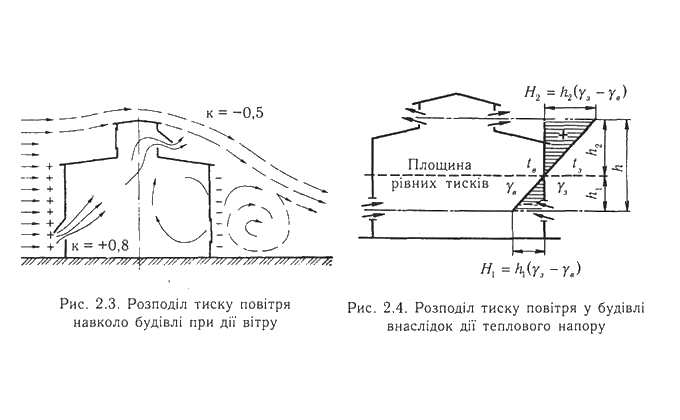 к = −0,5
к = +0,8
Рис. 2.3. Розподіл тиску повітря
навколо будівлі при дії вітру
H₂ = h₂(γз − γв)
+
Площина
рівних тисків
tв
tз
γв
γз
−
h₂
h₁
h
H₁ = h₁(γз − γв)
Рис. 2.4. Розподіл тиску повітря у будівлі
внаслідок дії теплового напору